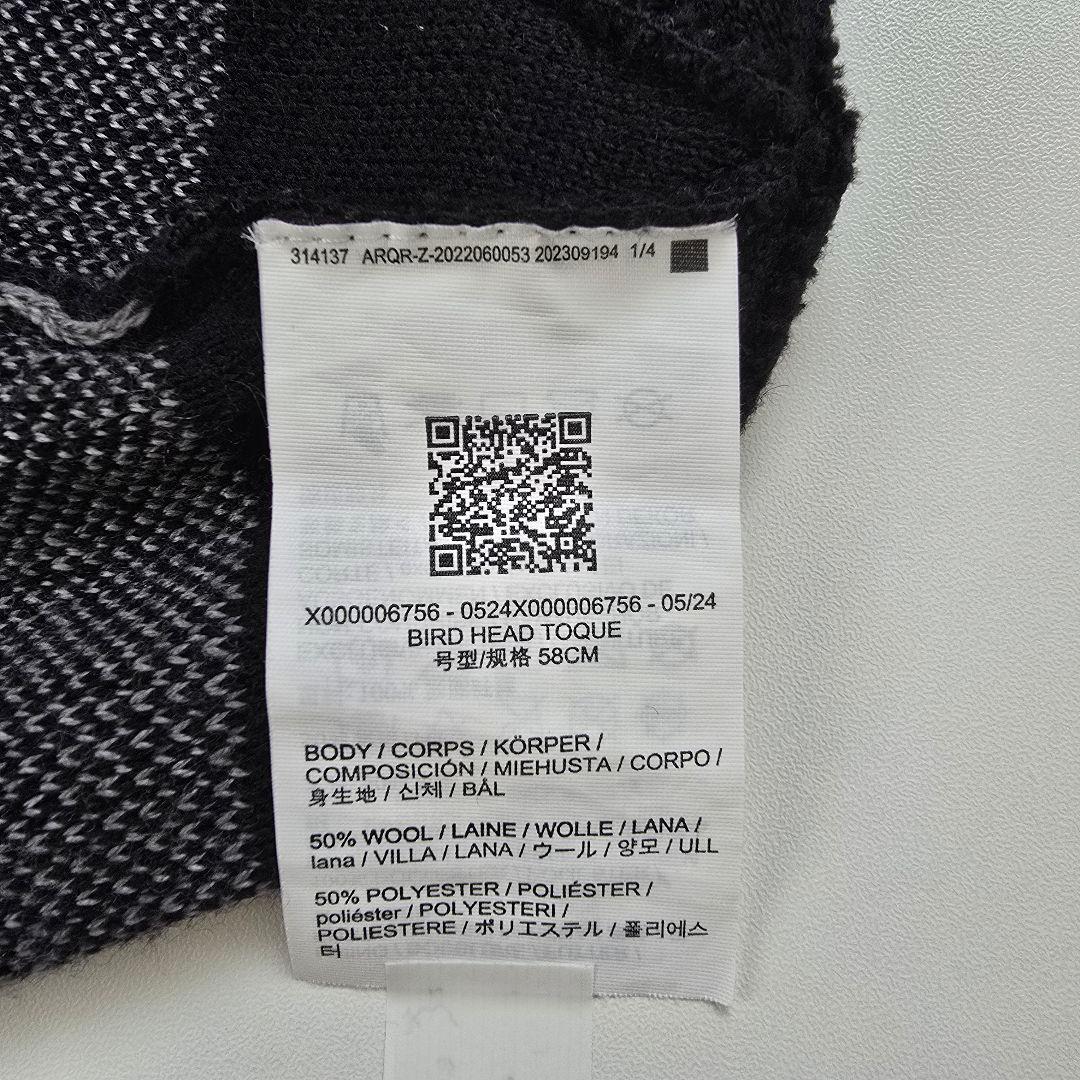 314137 ARQR-Z-2022060053 202309194 1/4
X000006756 - 0524X000006756 - 05/24
BIRD HEAD TOQUE
号型/规格 58CM
BODY / CORPS / KÖRPER /
COMPOSICIÓN / MIEHUSTA / CORPO /
身生地 / 신체 / BÅL
50% WOOL / LAINE / WOLLE / LANA /
lana / VILLA / LANA / ウール / 양모 / ULL
50% POLYESTER / POLIÉSTER /
poliéster / POLYESTERI /
POLIESTERE / ポリエステル / 폴리에스
터